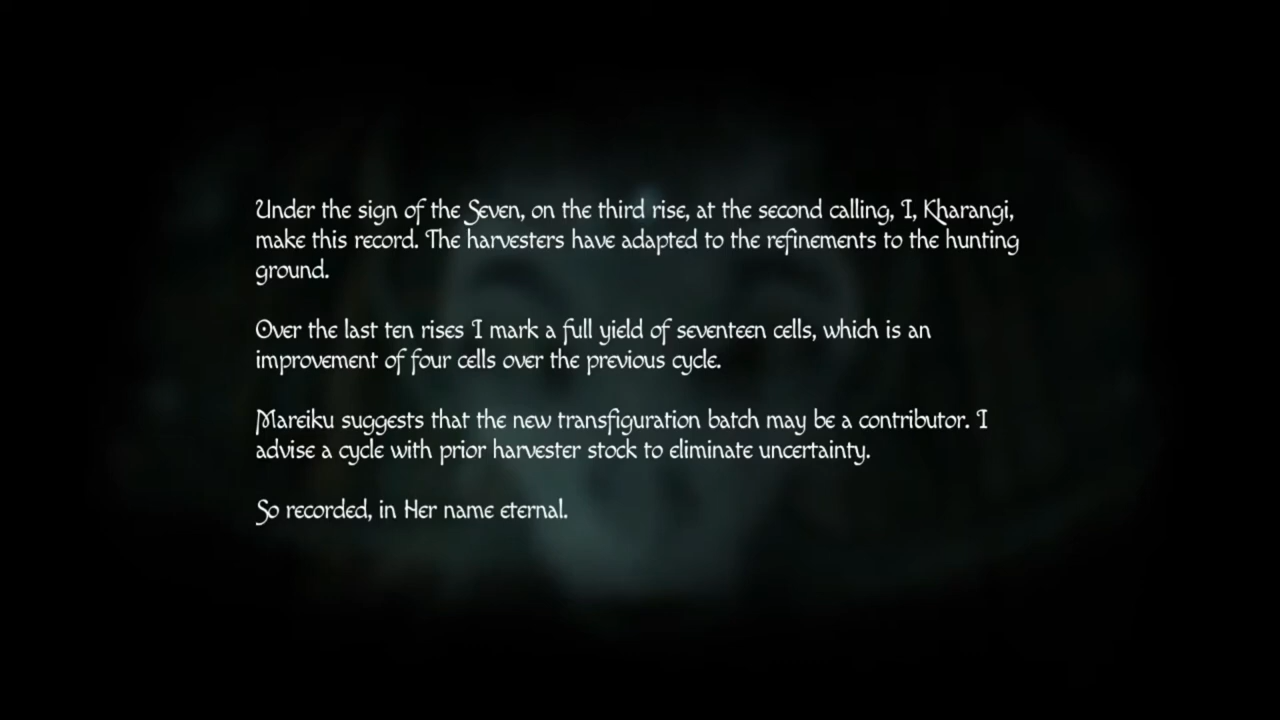 Under the sign of the Seven, on the third rise, at the second calling, I, Kharangi,
make this record. The harvesters have adapted to the refinements to the hunting
ground.
Over the last ten rises I mark a full yield of seventeen cells, which is an
improvement of four cells over the previous cycle.
Mareiku suggests that the new transfiguration batch may be a contributor. I
advise a cycle with prior harvester stock to eliminate uncertainty.
So recorded, in Her name eternal.